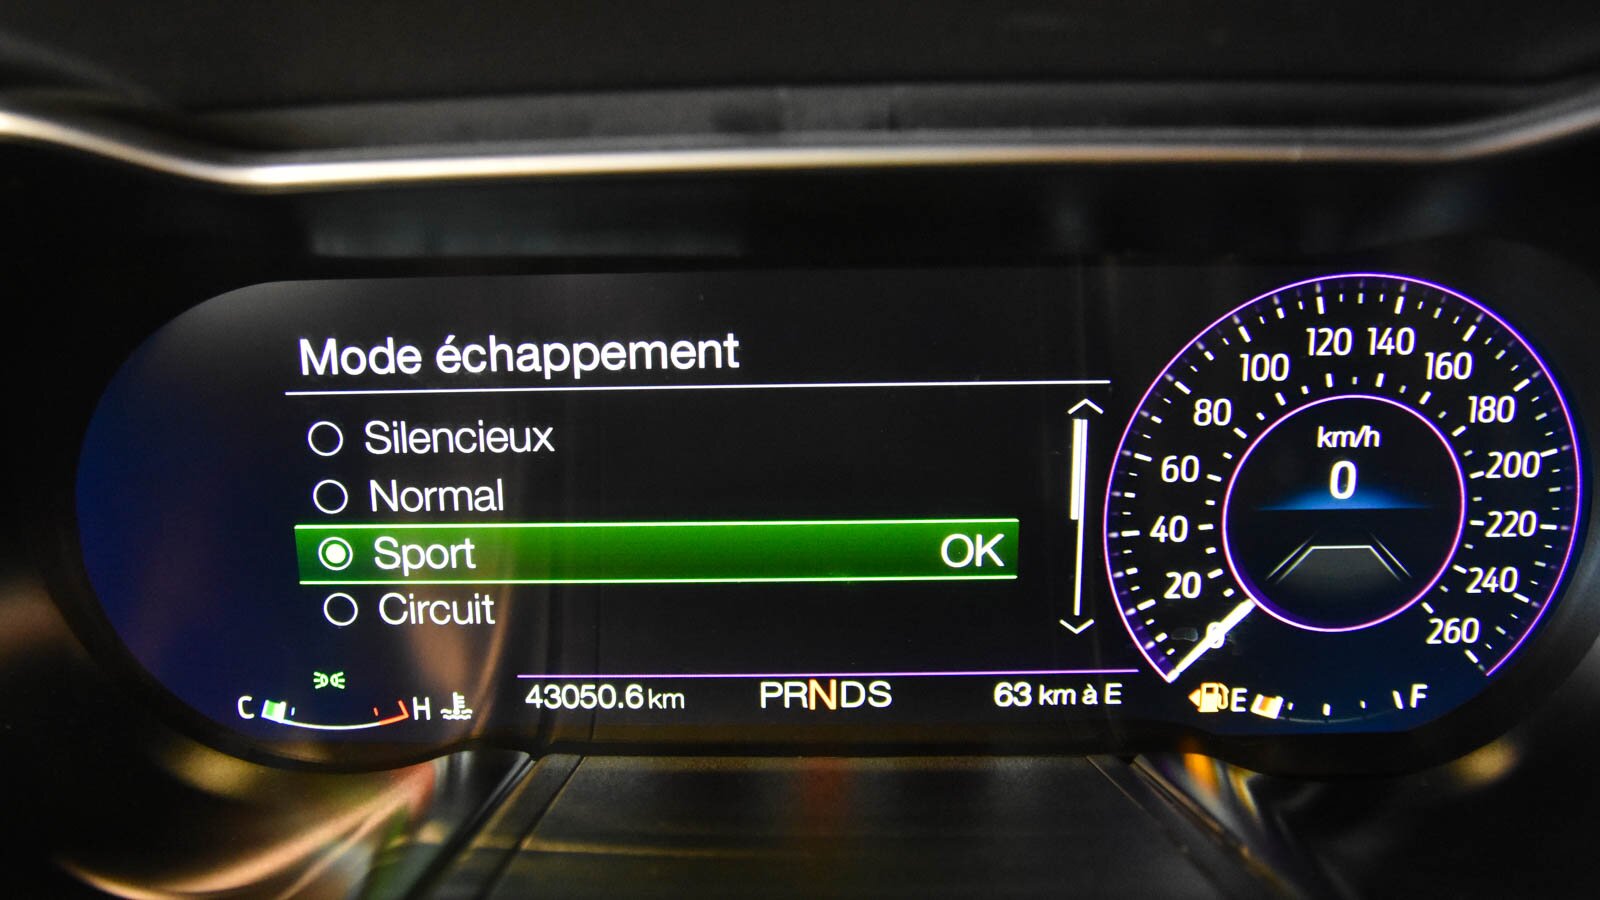 Mode échappement
Silencieux
Normal
Sport OK
Circuit
C H
43050.6 km PRNDS 63 km à E
E F
km/h
0
0 20 40 60 80 100 120 140 160 180 200 220 240 260